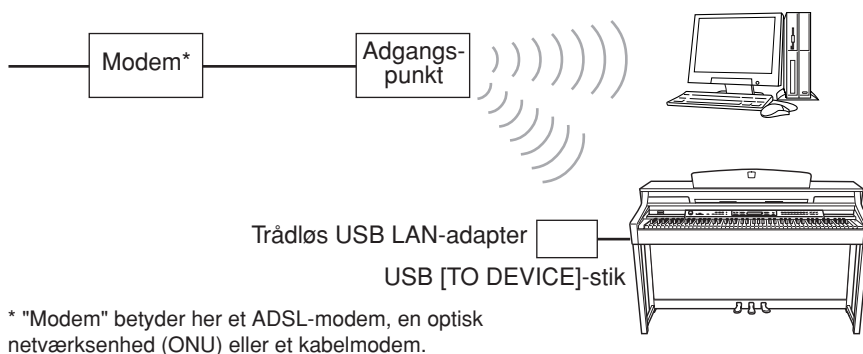 Modem*
Adgangs-
punkt
Trådløs USB LAN-adapter
USB [TO DEVICE]-stik
* "Modem" betyder her et ADSL-modem, en optisk
netværksenhed (ONU) eller et kabelmodem.